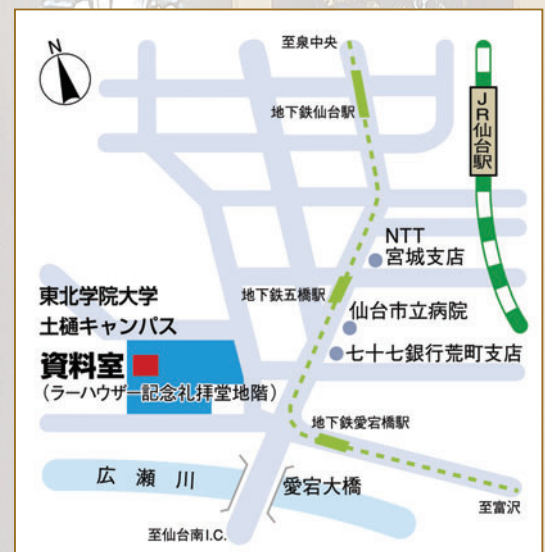 N
至泉中央
地下鉄仙台駅
JR仙台駅
NTT
宮城支店
東北学院大学
土樋キャンパス
地下鉄五橋駅
仙台市立病院
資料室
七十七銀行荒町支店
（ラーハウザー記念礼拝堂地階）
地下鉄愛宕橋駅
広瀬川
愛宕大橋
至富沢
至仙台南I.C.